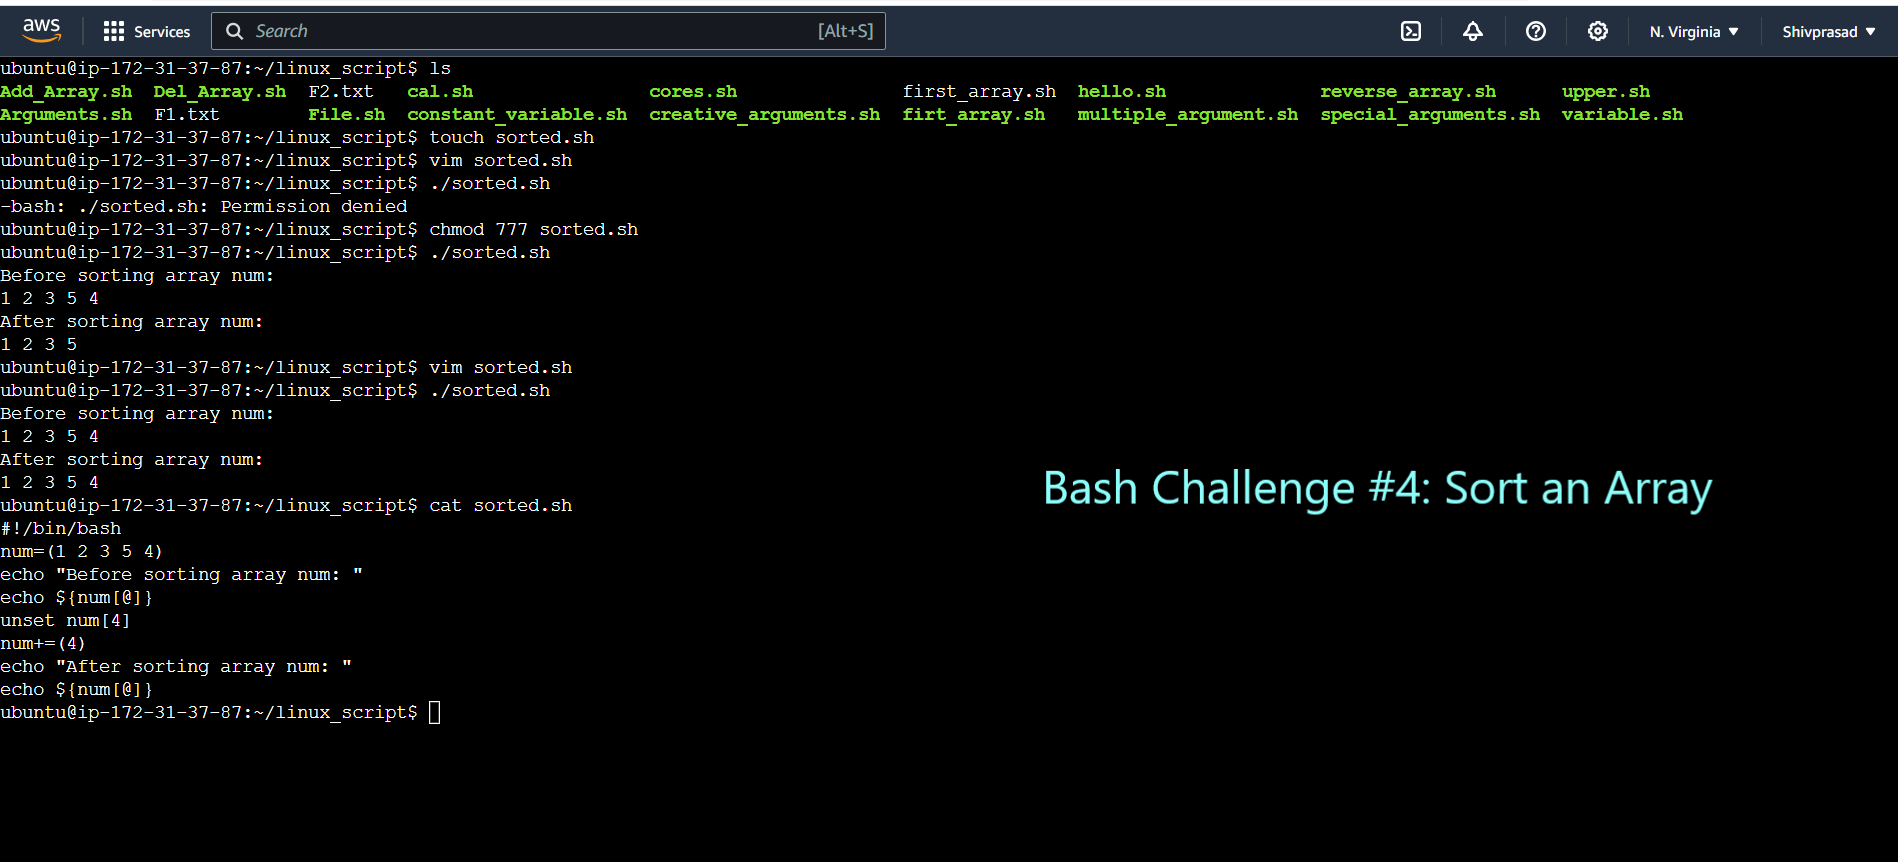 aws
Services
Search [Alt+S]
N. Virginia
Shivprasad
ubuntu@ip-172-31-37-87:~/linux_script$ ls
Add_Array.sh Del_Array.sh F2.txt cal.sh cores.sh first_array.sh hello.sh reverse_array.sh upper.sh
Arguments.sh F1.txt File.sh constant_variable.sh creative_arguments.sh firt_array.sh multiple_argument.sh special_arguments.sh variable.sh
ubuntu@ip-172-31-37-87:~/linux_script$ touch sorted.sh
ubuntu@ip-172-31-37-87:~/linux_script$ vim sorted.sh
ubuntu@ip-172-31-37-87:~/linux_script$ ./sorted.sh
-bash: ./sorted.sh: Permission denied
ubuntu@ip-172-31-37-87:~/linux_script$ chmod 777 sorted.sh
ubuntu@ip-172-31-37-87:~/linux_script$ ./sorted.sh
Before sorting array num:
1 2 3 5 4
After sorting array num:
1 2 3 5
ubuntu@ip-172-31-37-87:~/linux_script$ vim sorted.sh
ubuntu@ip-172-31-37-87:~/linux_script$ ./sorted.sh
Before sorting array num:
1 2 3 5 4
After sorting array num:
1 2 3 5 4
ubuntu@ip-172-31-37-87:~/linux_script$ cat sorted.sh
#!/bin/bash
num=(1 2 3 5 4)
echo "Before sorting array num: "
echo ${num[@]}
unset num[4]
num+=(4)
echo "After sorting array num: "
echo ${num[@]}
ubuntu@ip-172-31-37-87:~/linux_script$
Bash Challenge #4: Sort an Array